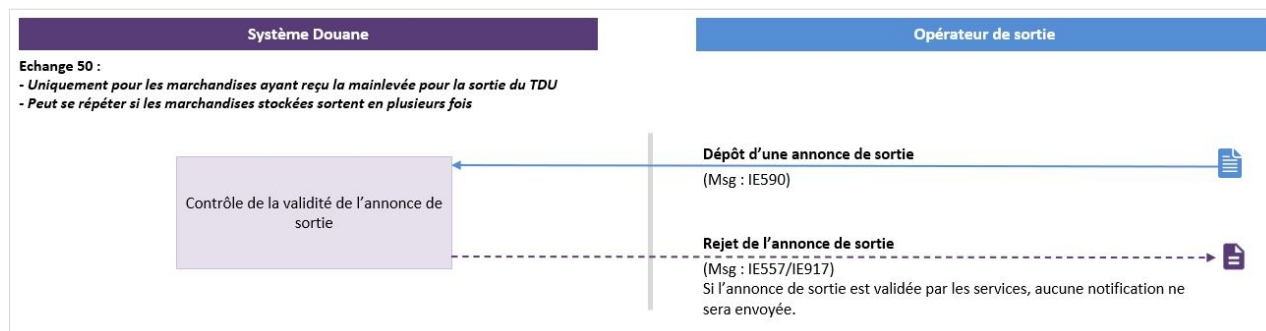 Système Douane
Opérateur de sortie
Echange 50 :
- Uniquement pour les marchandises ayant reçu la mainlevée pour la sortie du TDU
- Peut se répéter si les marchandises stockées sortent en plusieurs fois
Dépôt d’une annonce de sortie
(Msg : IE590)
Contrôle de la validité de l’annonce de
sortie
Rejet de l’annonce de sortie
(Msg : IE557/IE917)
Si l’annonce de sortie est validée par les services, aucune notification ne
sera envoyée.